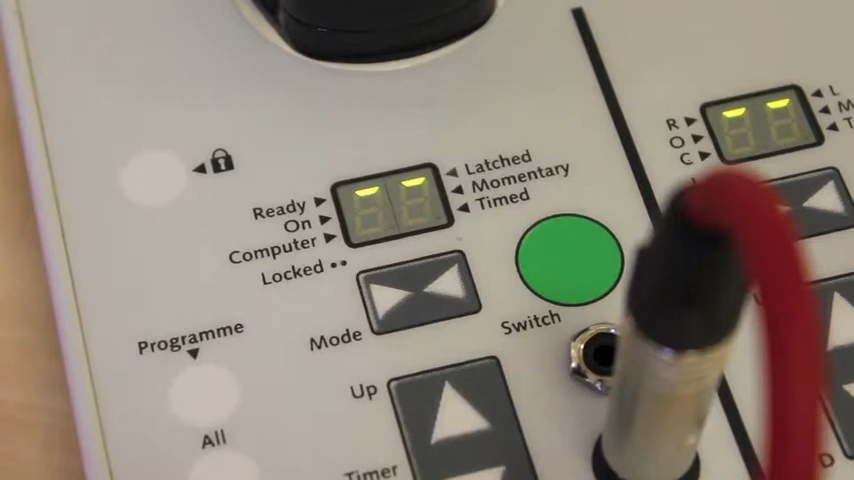 Latched
Momentary
Timed
Ready
On
Computer
Locked
Mode
Switch
Programme
Up
All
Timer
R
O
C
L
M
T
D